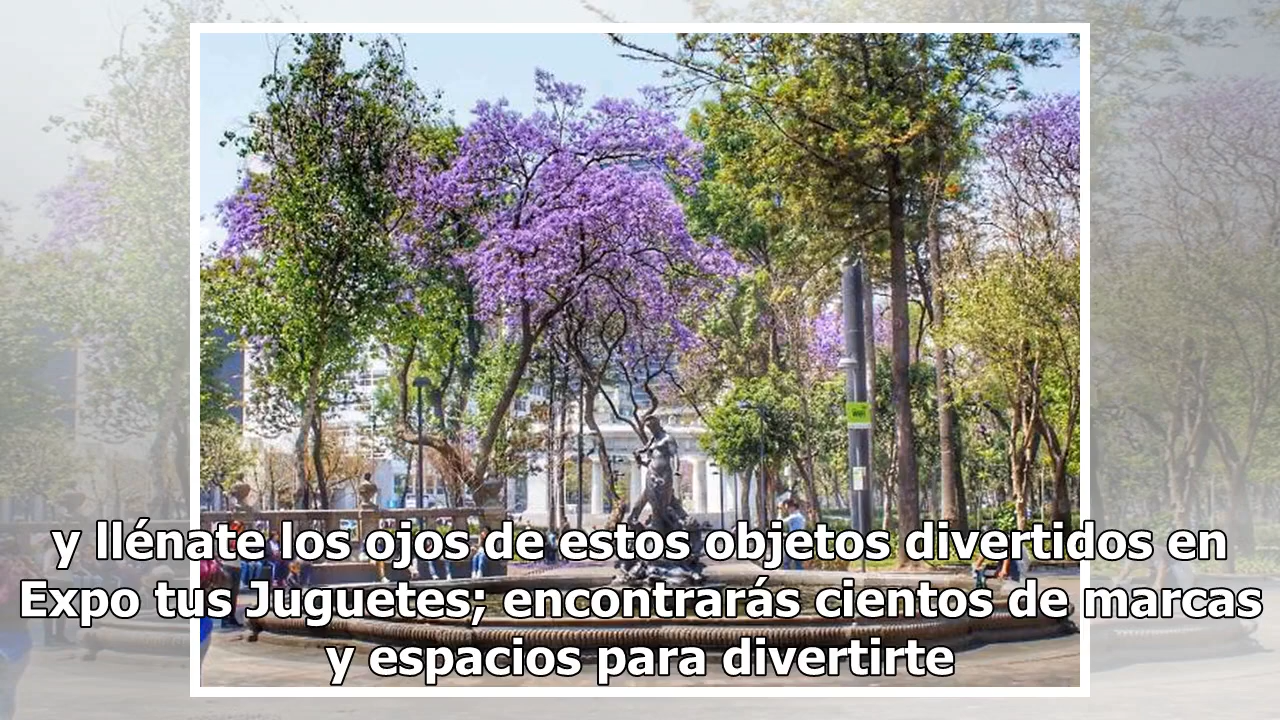 y llénate los ojos de estos objetos divertidos en
Expo tus Juguetes; encontrarás cientos de marcas
y espacios para divertirte